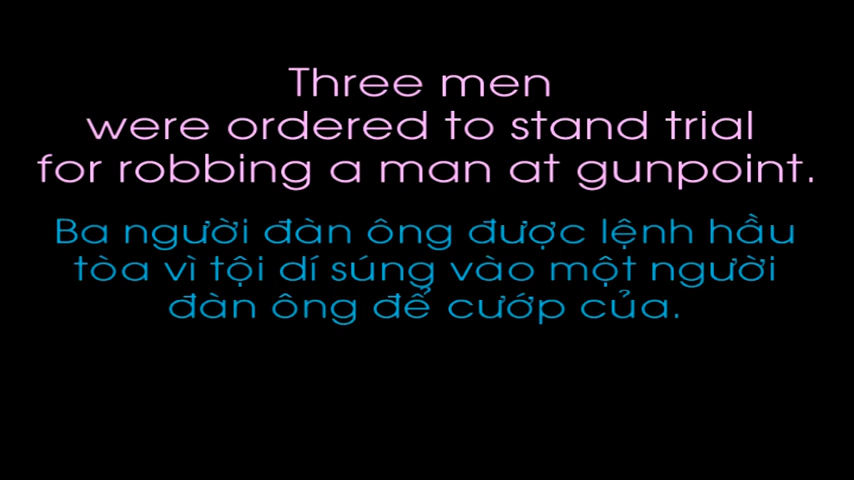 Three men
were ordered to stand trial
for robbing a man at gunpoint.
Ba người đàn ông được lệnh hầu
tòa vì tội dí súng vào một người
đàn ông để cướp của.